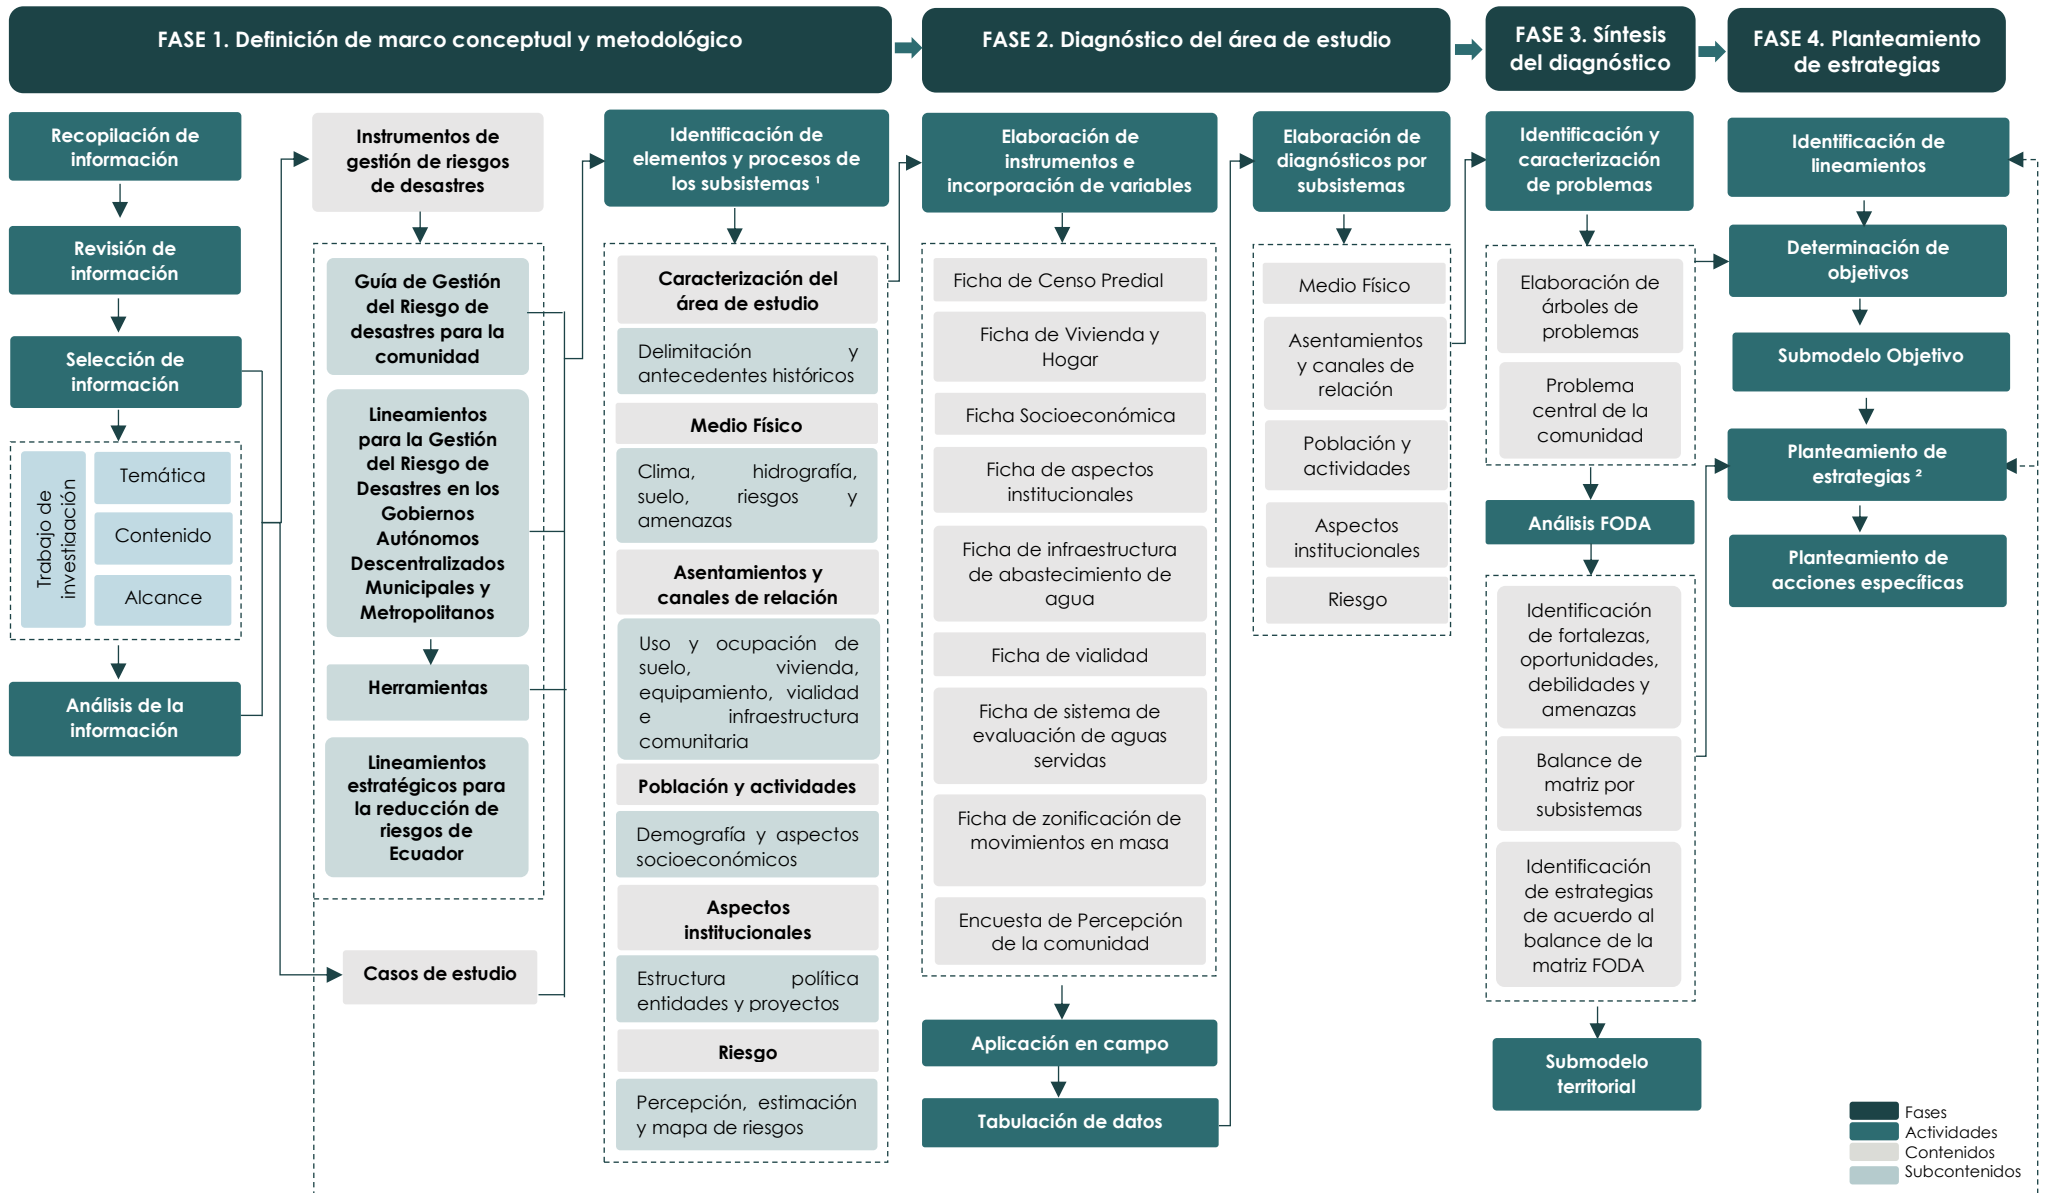 FASE 1. Definición de marco conceptual y metodológico
FASE 2. Diagnóstico del área de estudio
FASE 3. Síntesis
del diagnóstico
FASE 4. Planteamiento
de estrategias
Recopilación de
información
Revisión de
información
Selección de
información
Trabajo de
investiaación
Temática
Contenido
Alcance
Análisis de la
información
Instrumentos de
gestión de riesgos
de desastres
Guía de Gestión
del Riesgo de
desastres para la
comunidad
Lineamientos
para la Gestión
del Riesgo de
Desastres en los
Gobiernos
Autónomos
Descentralizados
Municipales y
Metropolitanos
Herramientas
Lineamientos
estratégicos para
la reducción de
riesgos de
Ecuador
Casos de estudio
Identificación de
elementos y procesos de
los subsistemas ¹
Caracterización del
área de estudio
Delimitación y
antecedentes históricos
Medio Físico
Clima, hidrografía,
suelo, riesgos y
amenazas
Asentamientos y
canales de relación
Uso y ocupación de
suelo, vivienda,
equipamiento, vialidad
e infraestructura
comunitaria
Población y actividades
Demografía y aspectos
socioeconómicos
Aspectos
institucionales
Estructura política
entidades y proyectos
Riesgo
Percepción, estimación
y mapa de riesgos
Elaboración de
instrumentos e
incorporación de variables
Ficha de Censo Predial
Ficha de Vivienda y
Hogar
Ficha Socioeconómica
Ficha de aspectos
institucionales
Ficha de infraestructura
de abastecimiento de
agua
Ficha de vialidad
Ficha de sistema de
evaluación de aguas
servidas
Ficha de zonificación de
movimientos en masa
Encuesta de Percepción
de la comunidad
Aplicación en campo
Tabulación de datos
Elaboración de
diagnósticos por
subsistemas
Medio Físico
Asentamientos
y canales de
relación
Población y
actividades
Aspectos
institucionales
Riesgo
Identificación y
caracterización
de problemas
Elaboración de
árboles de
problemas
Problema
central de la
comunidad
Análisis FODA
Identificación
de fortalezas,
oportunidades,
debilidades y
amenazas
Balance de
matriz por
subsistemas
Identificación
de estrategias
de acuerdo al
balance de la
matriz FODA
Submodelo
territorial
Identificación de
lineamientos
Determinación de
objetivos
Submodelo Objetivo
Planteamiento de
estrategias ²
Planteamiento de
acciones específicas
Fases
Actividades
Contenidos
Subcontenidos